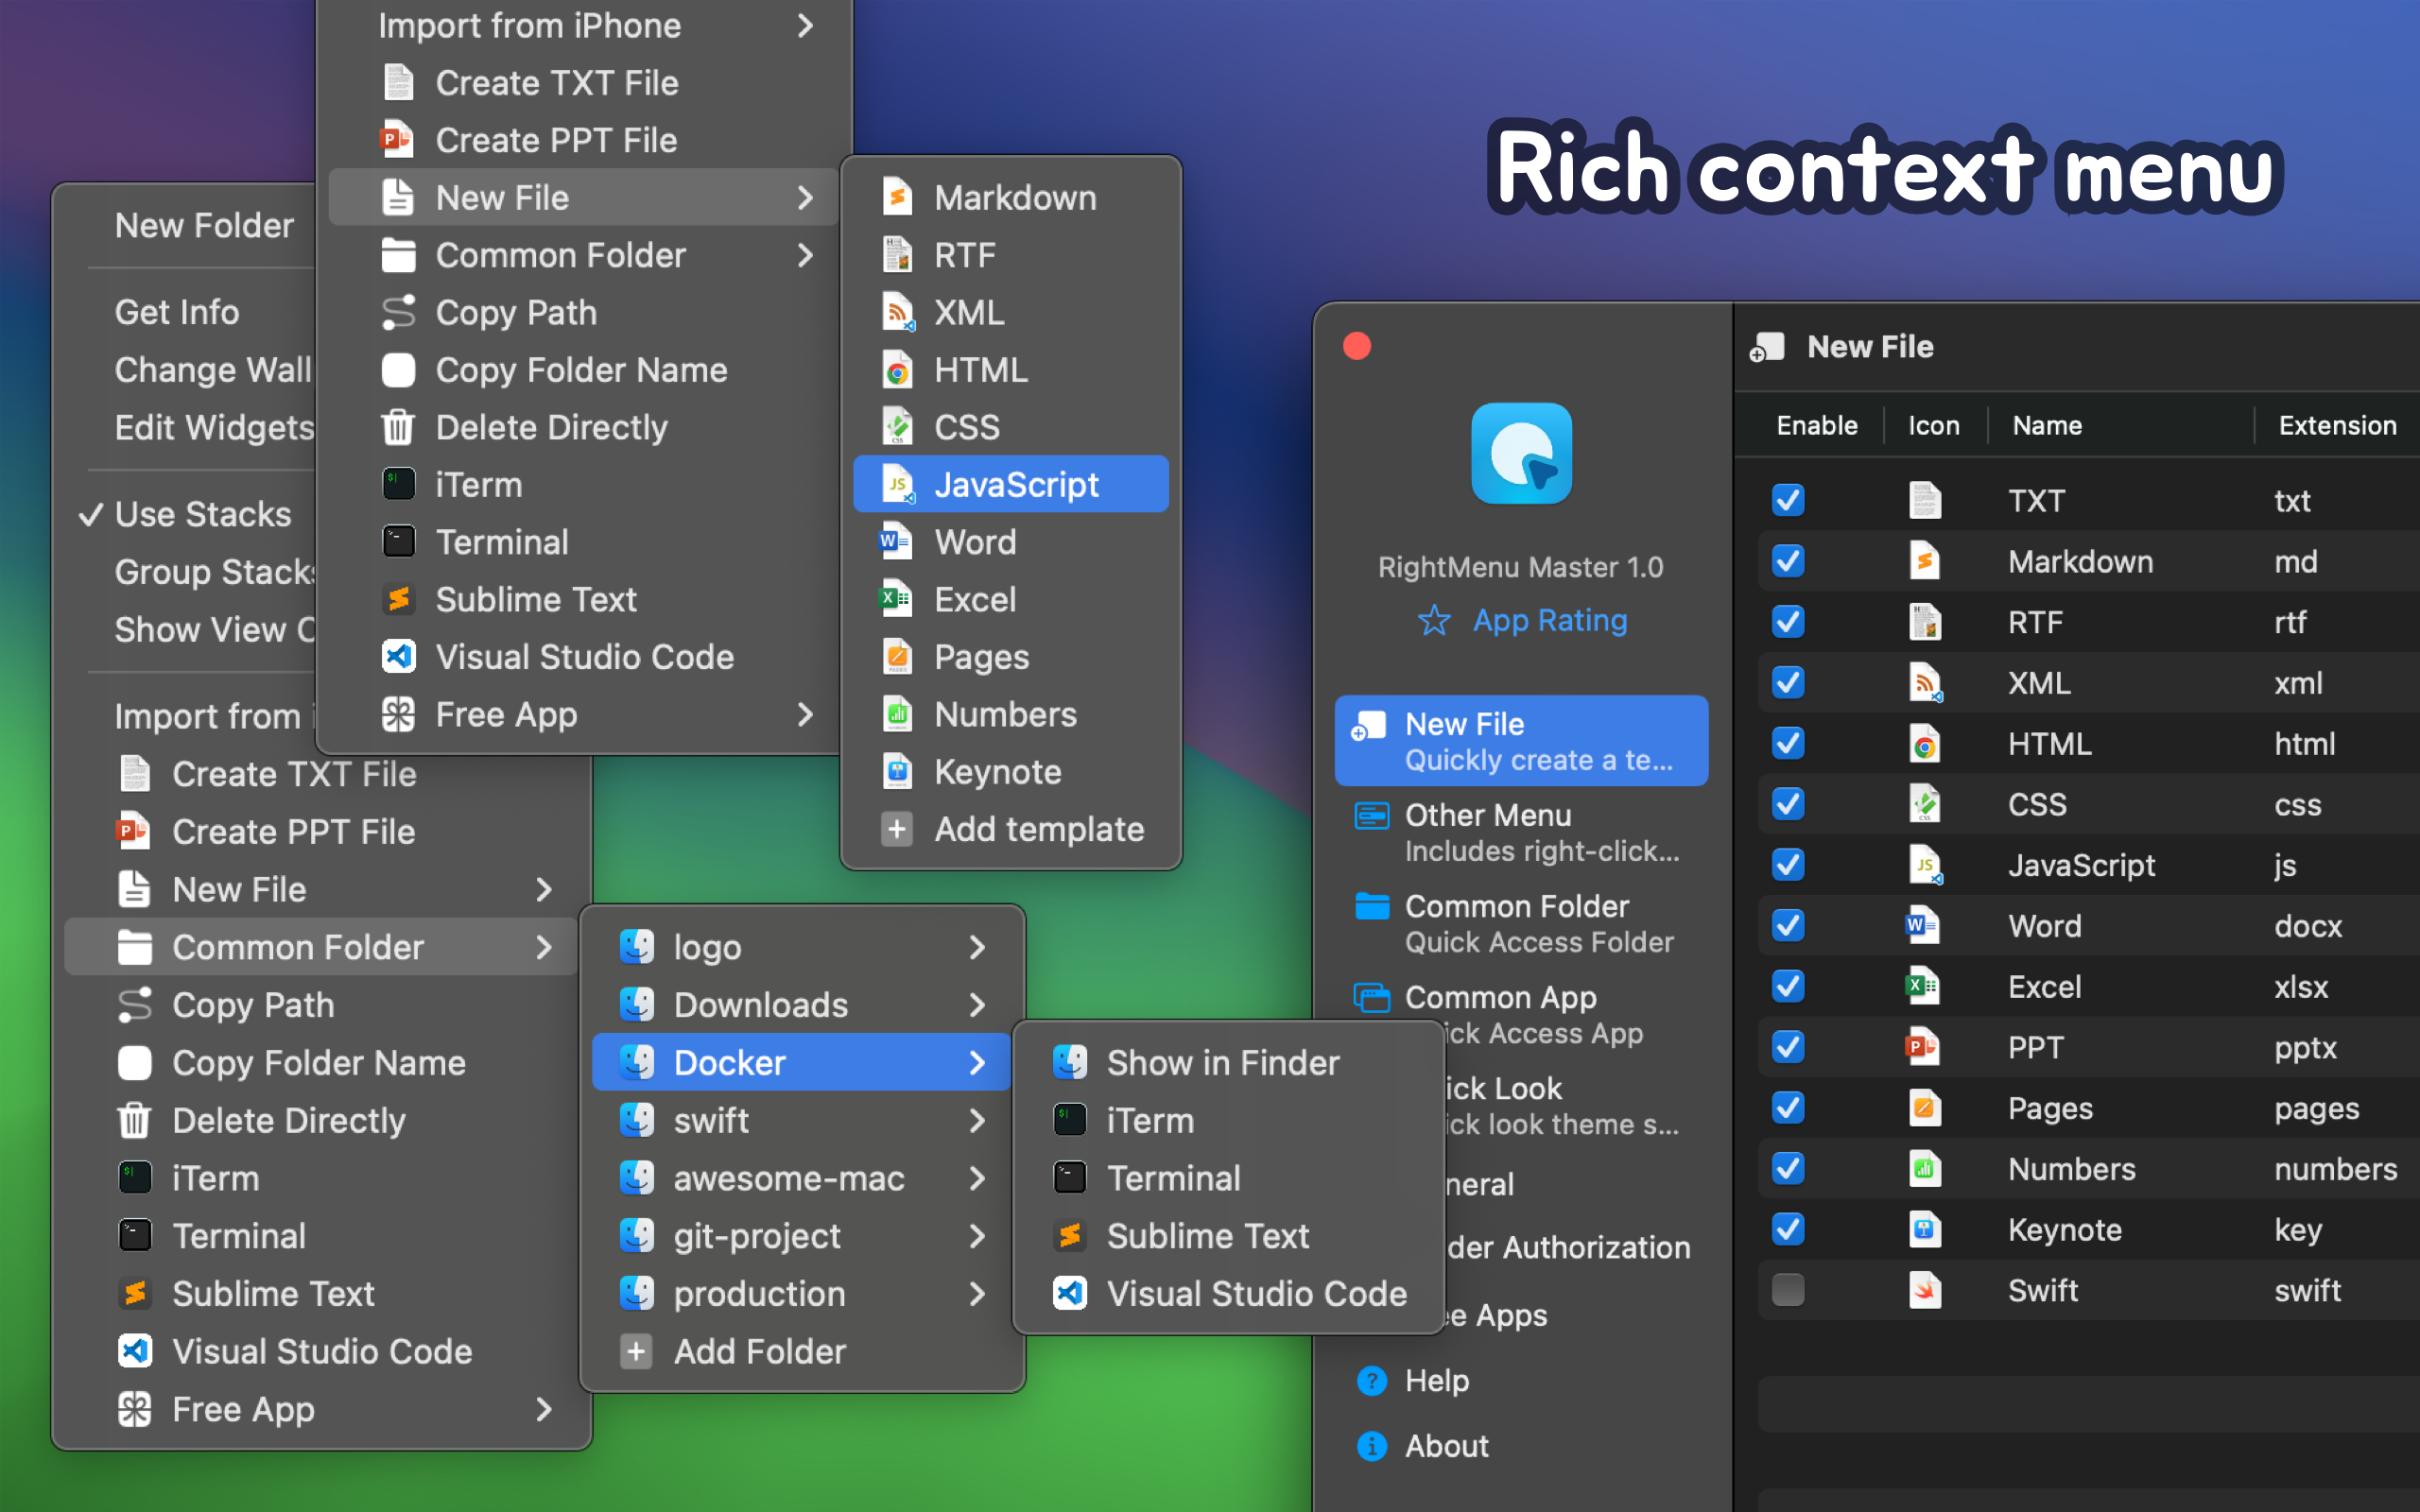 Rich context menu
New Folder
Get Info
Change Wall
Edit Widgets
Use Stacks
Group Stacks
Show View
Import from
Create TXT File
Create PPT File
New File
Common Folder
Copy Path
Copy Folder Name
Delete Directly
iTerm
Terminal
Sublime Text
Visual Studio Code
Free App
Import from iPhone
Create TXT File
Create PPT File
New File
Common Folder
Copy Path
Copy Folder Name
Delete Directly
iTerm
Terminal
Sublime Text
Visual Studio Code
Free App
Markdown
RTF
XML
HTML
CSS
JavaScript
Word
Excel
Pages
Numbers
Keynote
Add template
logo
Downloads
Docker
swift
awesome-mac
git-project
production
Add Folder
Show in Finder
iTerm
Terminal
Sublime Text
Visual Studio Code
RightMenu Master 1.0
App Rating
New File
Quickly create a te...
Other Menu
Includes right-click...
Common Folder
Quick Access Folder
Common App
ick Access App
ick Look
ick look theme s...
neral
der Authorization
e Apps
Help
About
New File
Enable Icon Name Extension
TXT txt
Markdown md
RTF rtf
XML xml
HTML html
CSS css
JavaScript js
Word docx
Excel xlsx
PPT pptx
Pages pages
Numbers numbers
Keynote key
Swift swift